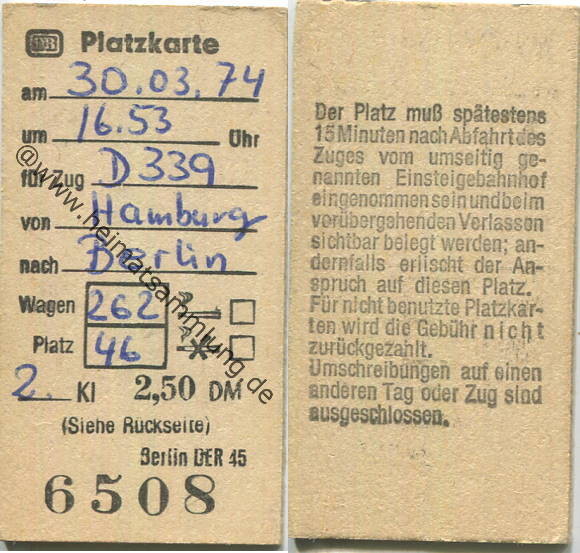 DB Platzkarte
am 30.03.74
um 16.53 Uhr
für Zug D 339
von Hamburg
nach Berlin
Wagen 262
Platz 46
2. Kl 2,50 DM
(Siehe Rückseite)
Berlin DER 45
6508
@www.heimatsammlung.de
Der Platz muß spätestens
15 Minuten nach Abfahrt des
Zuges vom umseitig ge-
nannten Einsteigebahnhof
eingenommen sein und beim
vorübergehenden Verlassen
sichtbar belegt werden; an-
dernfalls erlischt der An-
spruch auf diesen Platz.
Für nicht benutzte Platzkar-
ten wird die Gebühr nicht
zurückgezahlt.
Umschreibungen auf einen
anderen Tag oder Zug sind
ausgeschlossen.